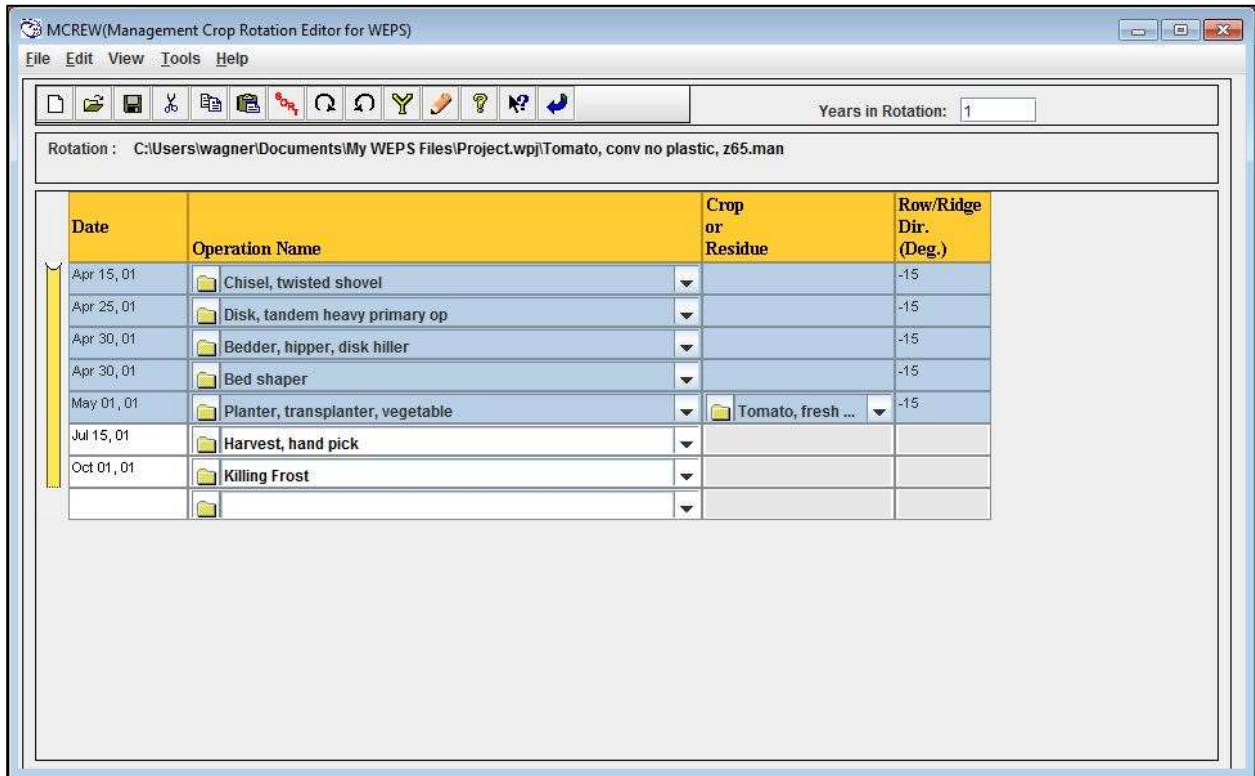 MCREW(Management Crop Rotation Editor for WEPS)
File Edit View Tools Help
SORT
Years in Rotation: 1
Rotation : C:\Users\wagner\Documents\My WEPS Files\Project.wpj\Tomato, conv no plastic, z65.man
Date Operation Name Crop or Residue Row/Ridge Dir. (Deg.)
Apr 15, 01 Chisel, twisted shovel -15
Apr 25, 01 Disk, tandem heavy primary op -15
Apr 30, 01 Bedder, hipper, disk hiller -15
Apr 30, 01 Bed shaper -15
May 01, 01 Planter, transplanter, vegetable Tomato, fresh ... -15
Jul 15, 01 Harvest, hand pick
Oct 01, 01 Killing Frost